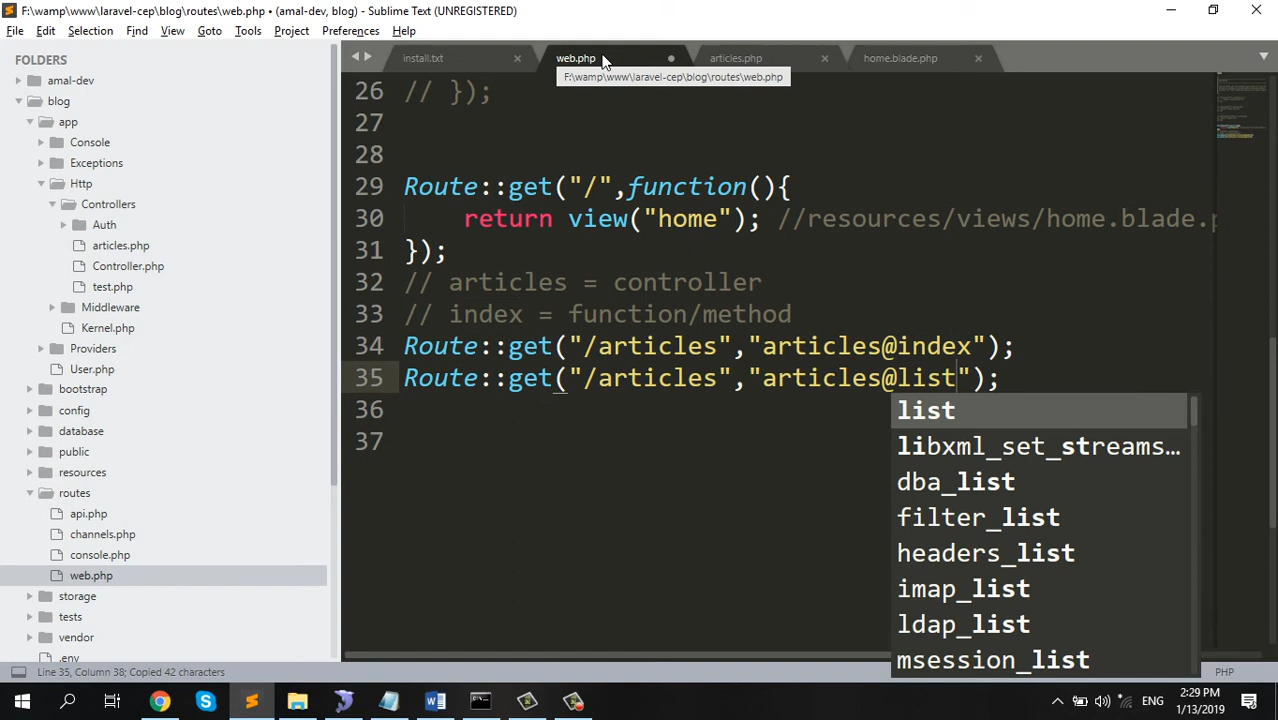 F:\wamp\www\laravel-cep\blog\routes\web.php • (amal-dev, blog) - Sublime Text (UNREGISTERED)
File Edit Selection Find View Goto Tools Project Preferences Help
FOLDERS
amal-dev
blog
app
Console
Exceptions
Http
Controllers
Auth
articles.php
Controller.php
test.php
Middleware
Kernel.php
Providers
User.php
bootstrap
config
database
public
resources
routes
api.php
channels.php
console.php
web.php
storage
tests
vendor
.env
install.txt web.php articles.php home.blade.php
F:\wamp\www\laravel-cep\blog\routes\web.php
26 // });
27
28
29 Route::get("/",function(){
30 return view("home"); //resources/views/home.blade.p
31 });
32 // articles = controller
33 // index = function/method
34 Route::get("/articles","articles@index");
35 Route::get("/articles","articles@list");
36
37
list
libxml_set_streams…
dba_list
filter_list
headers_list
imap_list
ldap_list
msession_list
Line 35, Column 38; Copied 42 characters PHP
ENG 2:29 PM
1/13/2019